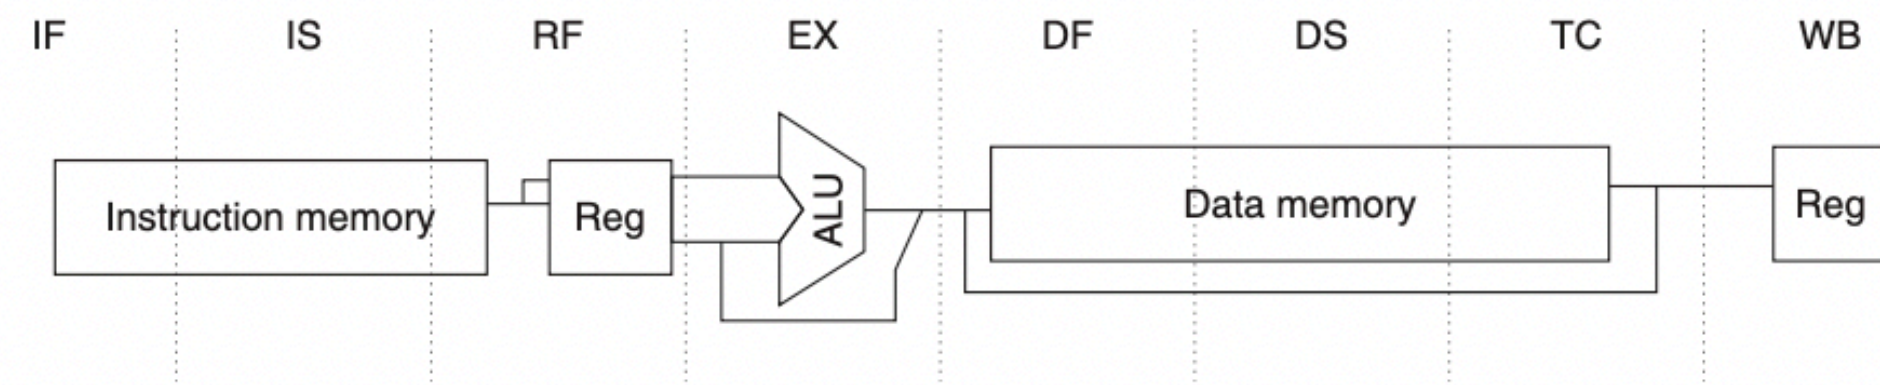 IF IS RF EX DF DS TC WB
Instruction memory Reg ALU Data memory Reg